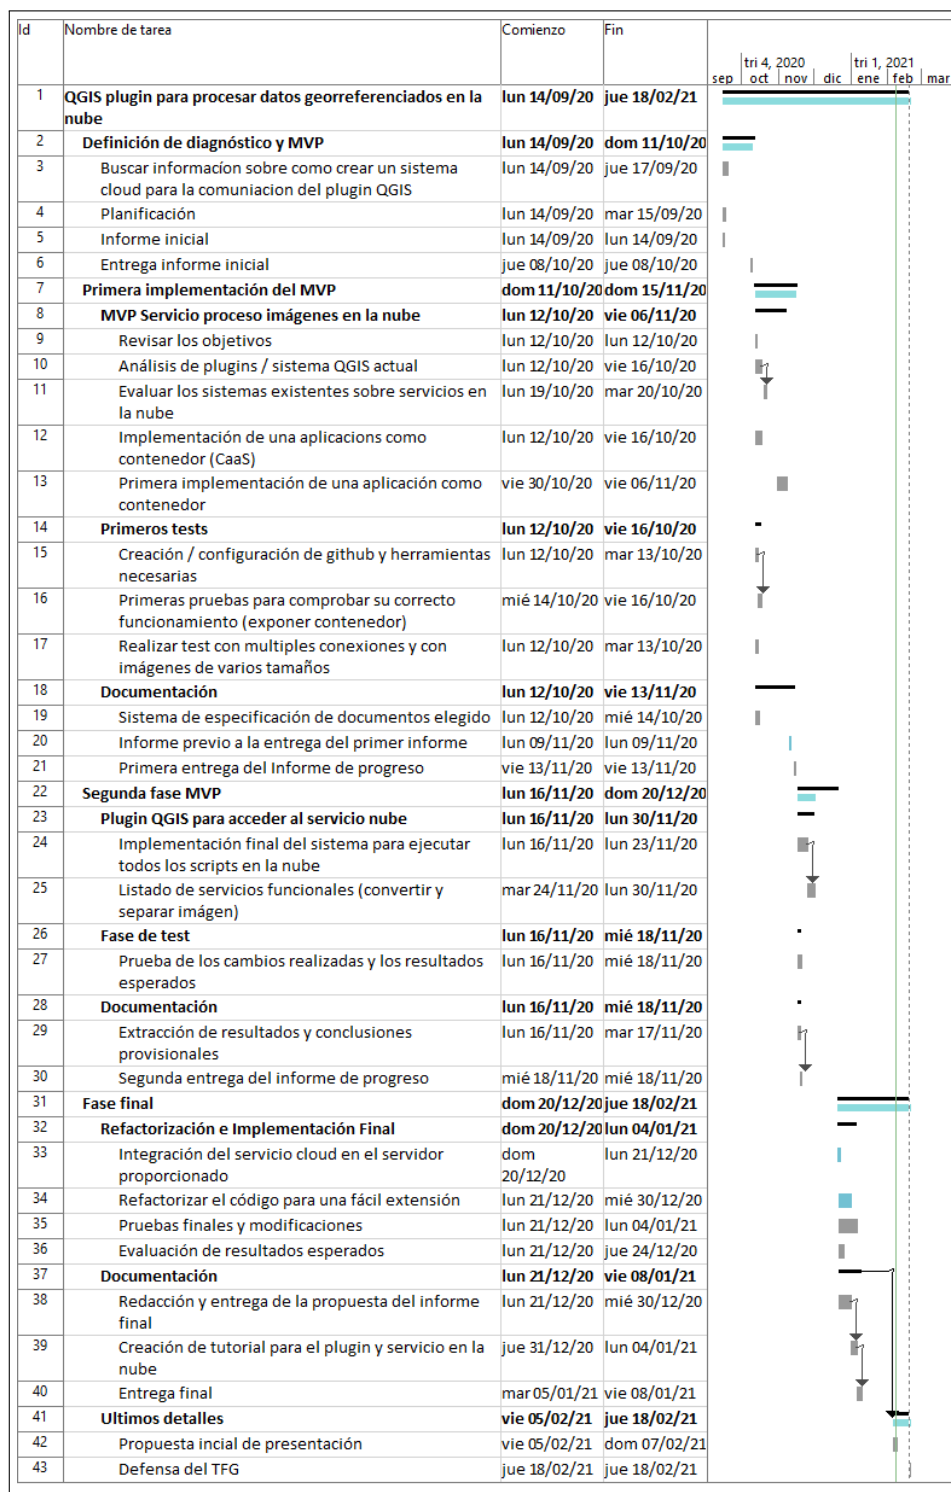 Id Nombre de tarea Comienzo Fin
tri 4, 2020 tri 1, 2021
sep oct nov dic ene feb mar
1 QGIS plugin para procesar datos georreferenciados en la lun 14/09/20 jue 18/02/21
nube
2 Definición de diagnóstico y MVP lun 14/09/20 dom 11/10/20
3 Buscar informacíon sobre como crear un sistema lun 14/09/20 jue 17/09/20
cloud para la comuniacion del plugin QGIS
4 Planificación lun 14/09/20 mar 15/09/20
5 Informe inicial lun 14/09/20 lun 14/09/20
6 Entrega informe inicial jue 08/10/20 jue 08/10/20
7 Primera implementación del MVP dom 11/10/20 dom 15/11/20
8 MVP Servicio proceso imágenes en la nube lun 12/10/20 vie 06/11/20
9 Revisar los objetivos lun 12/10/20 lun 12/10/20
10 Análisis de plugins / sistema QGIS actual lun 12/10/20 vie 16/10/20
11 Evaluar los sistemas existentes sobre servicios en lun 19/10/20 mar 20/10/20
la nube
12 Implementación de una aplicacions como lun 12/10/20 vie 16/10/20
contenedor (CaaS)
13 Primera implementación de una aplicación como vie 30/10/20 vie 06/11/20
contenedor
14 Primeros tests lun 12/10/20 vie 16/10/20
15 Creación / configuración de github y herramientas lun 12/10/20 mar 13/10/20
necesarias
16 Primeras pruebas para comprobar su correcto mié 14/10/20 vie 16/10/20
funcionamiento (exponer contenedor)
17 Realizar test con multiples conexiones y con lun 12/10/20 mar 13/10/20
imágenes de varios tamaños
18 Documentación lun 12/10/20 vie 13/11/20
19 Sistema de especificación de documentos elegido lun 12/10/20 mié 14/10/20
20 Informe previo a la entrega del primer informe lun 09/11/20 lun 09/11/20
21 Primera entrega del Informe de progreso vie 13/11/20 vie 13/11/20
22 Segunda fase MVP lun 16/11/20 dom 20/12/20
23 Plugin QGIS para acceder al servicio nube lun 16/11/20 lun 30/11/20
24 Implementación final del sistema para ejecutar lun 16/11/20 lun 23/11/20
todos los scripts en la nube
25 Listado de servicios funcionales (convertir y mar 24/11/20 lun 30/11/20
separar imágen)
26 Fase de test lun 16/11/20 mié 18/11/20
27 Prueba de los cambios realizadas y los resultados lun 16/11/20 mié 18/11/20
esperados
28 Documentación lun 16/11/20 mié 18/11/20
29 Extracción de resultados y conclusiones lun 16/11/20 mar 17/11/20
provisionales
30 Segunda entrega del informe de progreso mié 18/11/20 mié 18/11/20
31 Fase final dom 20/12/20 jue 18/02/21
32 Refactorización e Implementación Final dom 20/12/20 lun 04/01/21
33 Integración del servicio cloud en el servidor dom lun 21/12/20
proporcionado 20/12/20
34 Refactorizar el código para una fácil extensión lun 21/12/20 mié 30/12/20
35 Pruebas finales y modificaciones lun 21/12/20 lun 04/01/21
36 Evaluación de resultados esperados lun 21/12/20 jue 24/12/20
37 Documentación lun 21/12/20 vie 08/01/21
38 Redacción y entrega de la propuesta del informe lun 21/12/20 mié 30/12/20
final
39 Creación de tutorial para el plugin y servicio en la jue 31/12/20 lun 04/01/21
nube
40 Entrega final mar 05/01/21 vie 08/01/21
41 Ultimos detalles vie 05/02/21 jue 18/02/21
42 Propuesta incial de presentación vie 05/02/21 dom 07/02/21
43 Defensa del TFG jue 18/02/21 jue 18/02/21